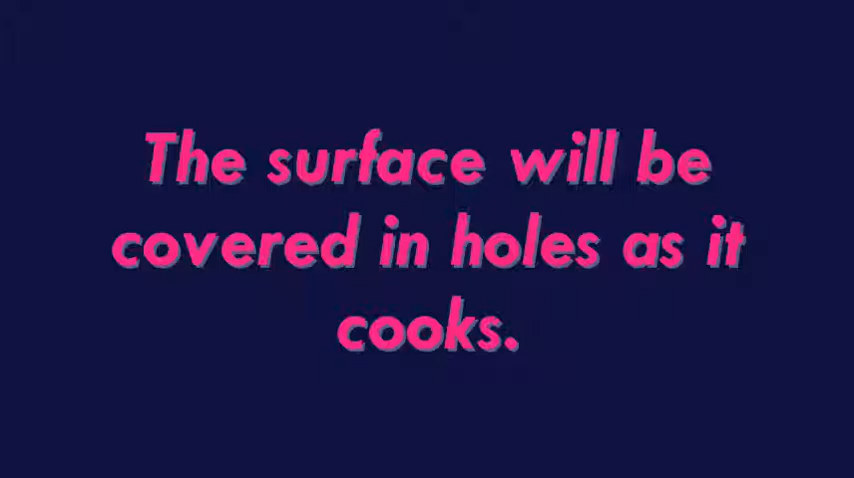 The surface will be
covered in holes as it
cooks.